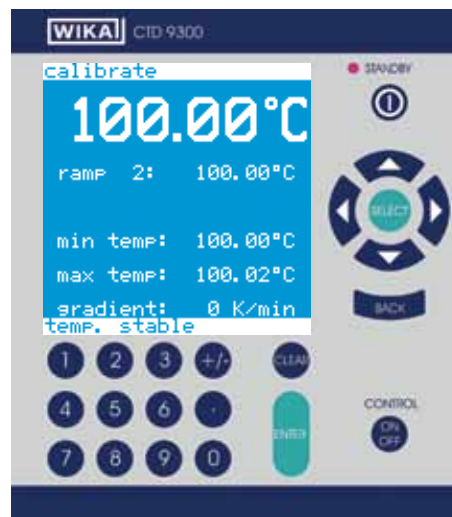 WIKAI CTD 9300
calibrate
STANDBY
100.00°C
ramp 2: 100.00°C
SELECT
min temp: 100.00°C
max temp: 100.02°C
gradient: 0 K/min
temp. stable
BACK
1 2 3 +/- CLEAR
4 5 6 . ENTER
CONTROL
ON
OFF
7 8 9 0